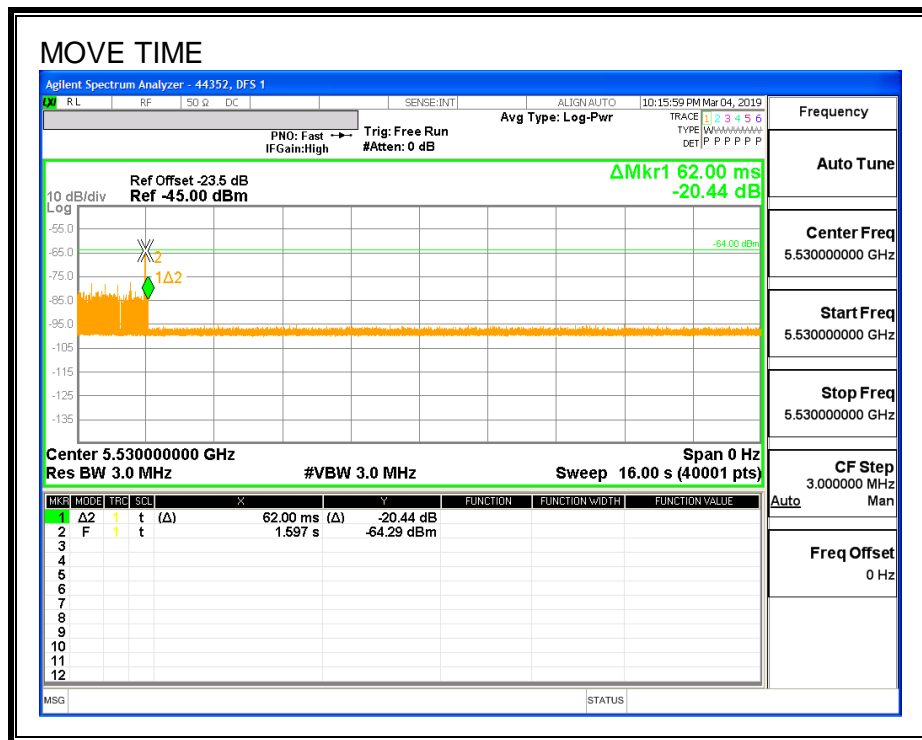 MOVE TIME
Agilent Spectrum Analyzer - 44352, DFS 1
LXI RL RF 50 Ω DC SENSE:INT ALIGN AUTO 10:15:59 PM Mar 04, 2019
Frequency
PNO: Fast
IFGain:High
Trig: Free Run
#Atten: 0 dB
Avg Type: Log-Pwr
TRACE 1 2 3 4 5 6
TYPE WWWWWW
DET P P P P P P
Auto Tune
ΔMkr1 62.00 ms
-20.44 dB
Ref Offset -23.5 dB
10 dB/div Ref -45.00 dBm
Log
-55.0
-65.0
-75.0
-85.0
-95.0
-105
-115
-125
-135
-64.00 dBm
2
1Δ2
Center 5.530000000 GHz Span 0 Hz
Res BW 3.0 MHz #VBW 3.0 MHz Sweep 16.00 s (40001 pts)
Center Freq
5.530000000 GHz
Start Freq
5.530000000 GHz
Stop Freq
5.530000000 GHz
CF Step
3.000000 MHz
Auto Man
Freq Offset
0 Hz
MKR MODE TRC SCL X Y FUNCTION FUNCTION WIDTH FUNCTION VALUE
1 Δ2 1 t (Δ) 62.00 ms (Δ) -20.44 dB
2 F 1 t 1.597 s -64.29 dBm
3
4
5
6
7
8
9
10
11
12
MSG STATUS